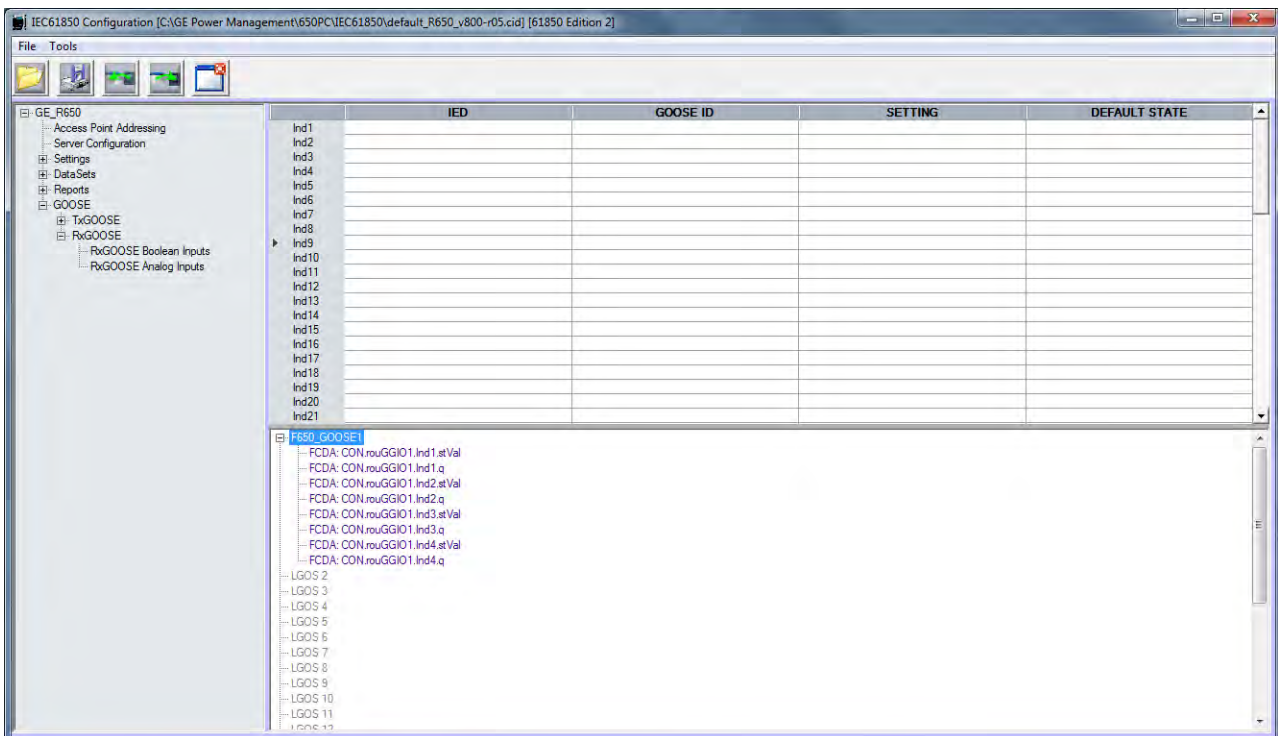 IEC61850 Configuration [C:\GE Power Management\650PC\IEC61850\default_R650_v800-r05.cid] [61850 Edition 2]
File Tools
GE_R650
Access Point Addressing
Server Configuration
Settings
DataSets
Reports
GOOSE
TxGOOSE
RxGOOSE
RxGOOSE Boolean Inputs
RxGOOSE Analog Inputs
IED GOOSE ID SETTING DEFAULT STATE
Ind1
Ind2
Ind3
Ind4
Ind5
Ind6
Ind7
Ind8
Ind9
Ind10
Ind11
Ind12
Ind13
Ind14
Ind15
Ind16
Ind17
Ind18
Ind19
Ind20
Ind21
F650_GOOSE1
FCDA: CON.rouGGIO1.Ind1.stVal
FCDA: CON.rouGGIO1.Ind1.q
FCDA: CON.rouGGIO1.Ind2.stVal
FCDA: CON.rouGGIO1.Ind2.q
FCDA: CON.rouGGIO1.Ind3.stVal
FCDA: CON.rouGGIO1.Ind3.q
FCDA: CON.rouGGIO1.Ind4.stVal
FCDA: CON.rouGGIO1.Ind4.q
LGOS 2
LGOS 3
LGOS 4
LGOS 5
LGOS 6
LGOS 7
LGOS 8
LGOS 9
LGOS 10
LGOS 11
LGOS 12